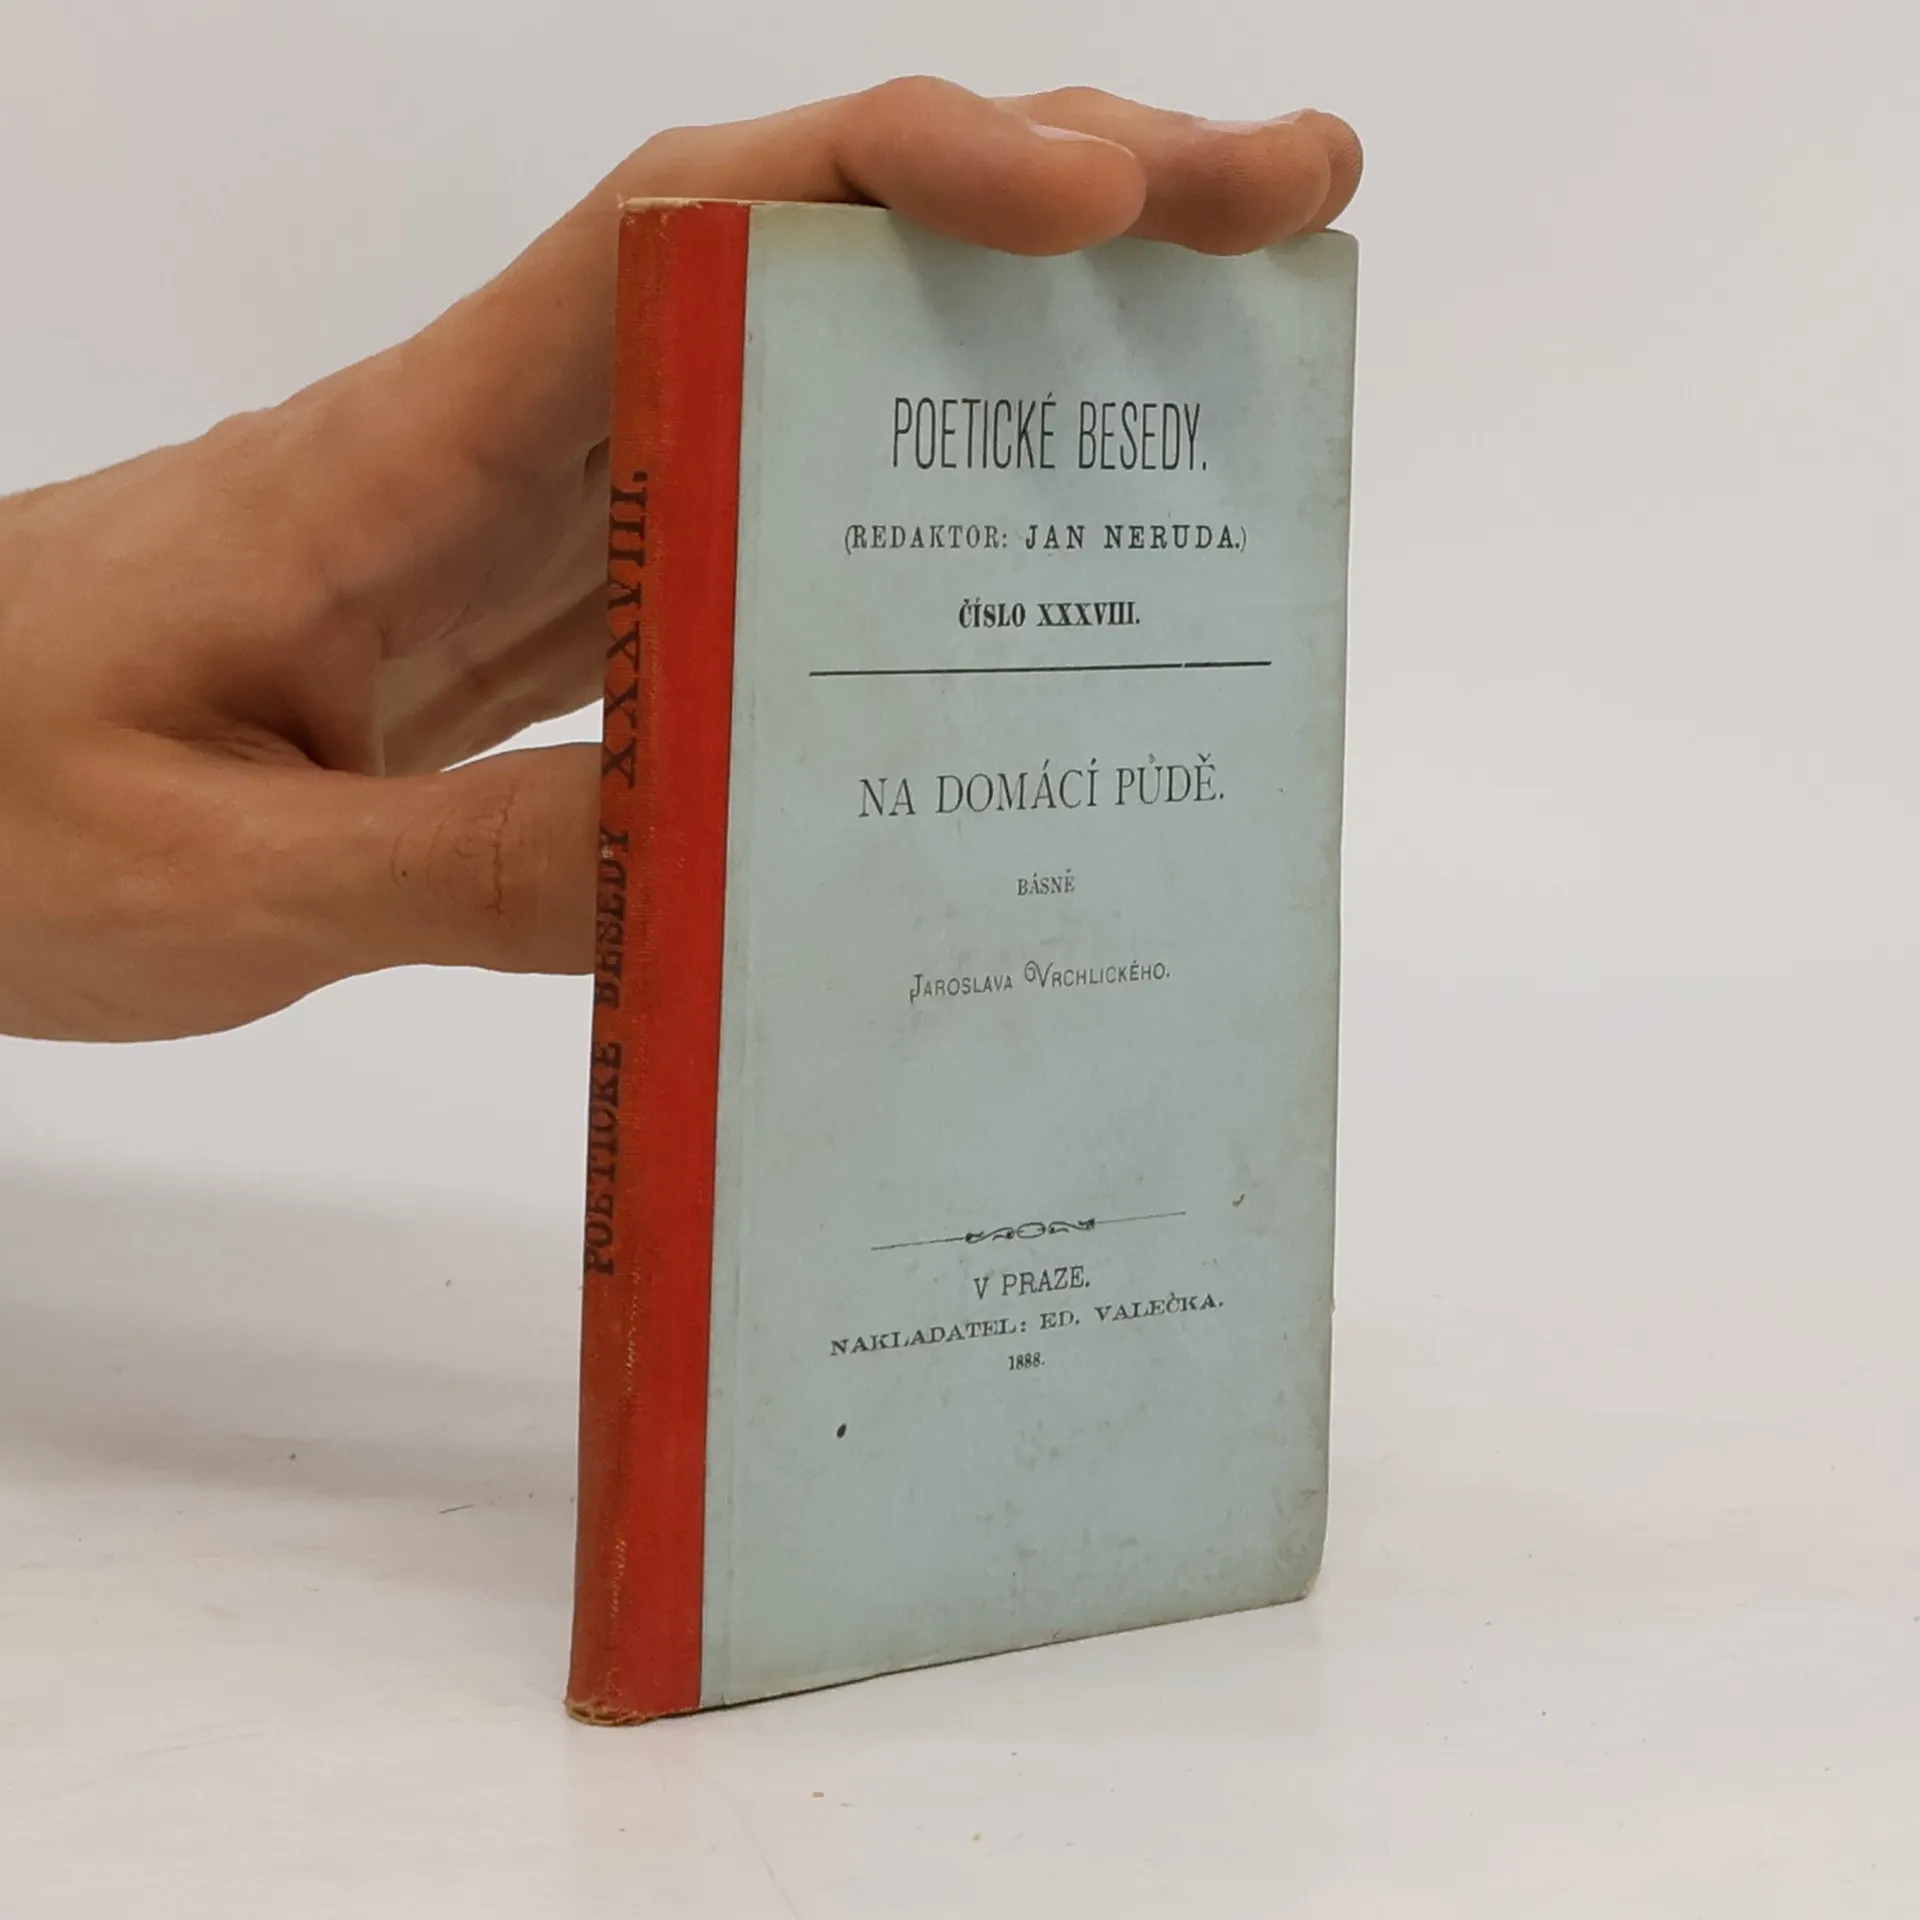 POETICKÉ BESEDY XXXVIII.
POETICKÉ BESEDY.
(REDAKTOR: JAN NERUDA.)
ČÍSLO XXXVIII.
NA DOMÁCÍ PŮDĚ.
BÁSNĚ
JAROSLAVA VRCHLICKÉHO.
V PRAZE.
NAKLADATEL: ED. VALEČKA.
1888.